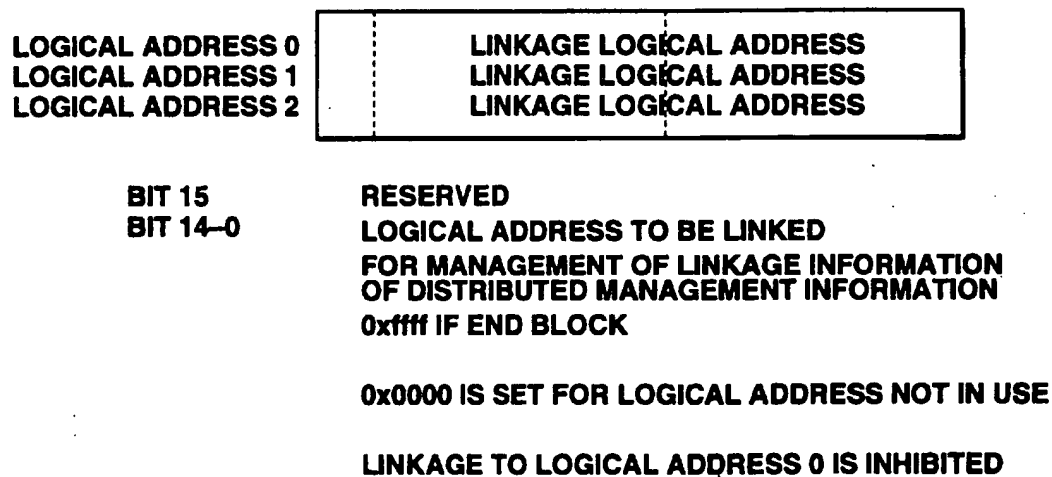 LOGICAL ADDRESS 0 LINKAGE LOGICAL ADDRESS
LOGICAL ADDRESS 1 LINKAGE LOGICAL ADDRESS
LOGICAL ADDRESS 2 LINKAGE LOGICAL ADDRESS
BIT 15 RESERVED
BIT 14–0 LOGICAL ADDRESS TO BE LINKED
FOR MANAGEMENT OF LINKAGE INFORMATION
OF DISTRIBUTED MANAGEMENT INFORMATION
0xffff IF END BLOCK
0x0000 IS SET FOR LOGICAL ADDRESS NOT IN USE
LINKAGE TO LOGICAL ADDRESS 0 IS INHIBITED